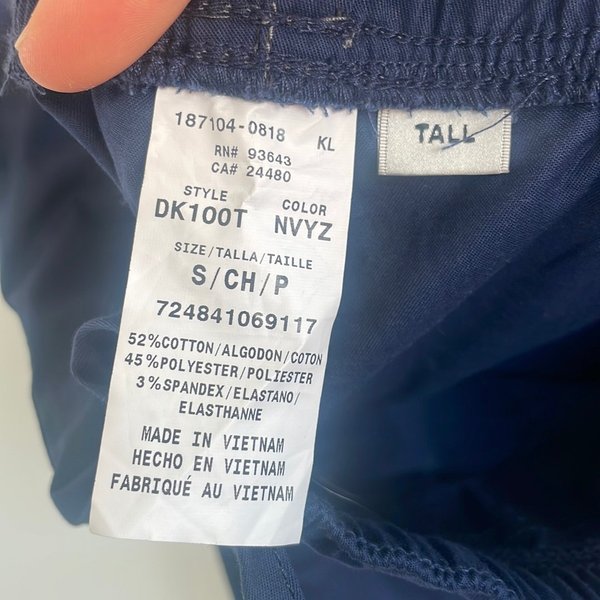 187104-0818 KL
RN# 93643
CA# 24480
STYLE COLOR
DK100T NVYZ
SIZE/TALLA/TAILLE
S/CH/P
724841069117
52%COTTON/ALGODON/COTON
45%POLYESTER/POLIESTER
3%SPANDEX/ELASTANO/
ELASTHANNE
MADE IN VIETNAM
HECHO EN VIETNAM
FABRIQUÉ AU VIETNAM
TALL